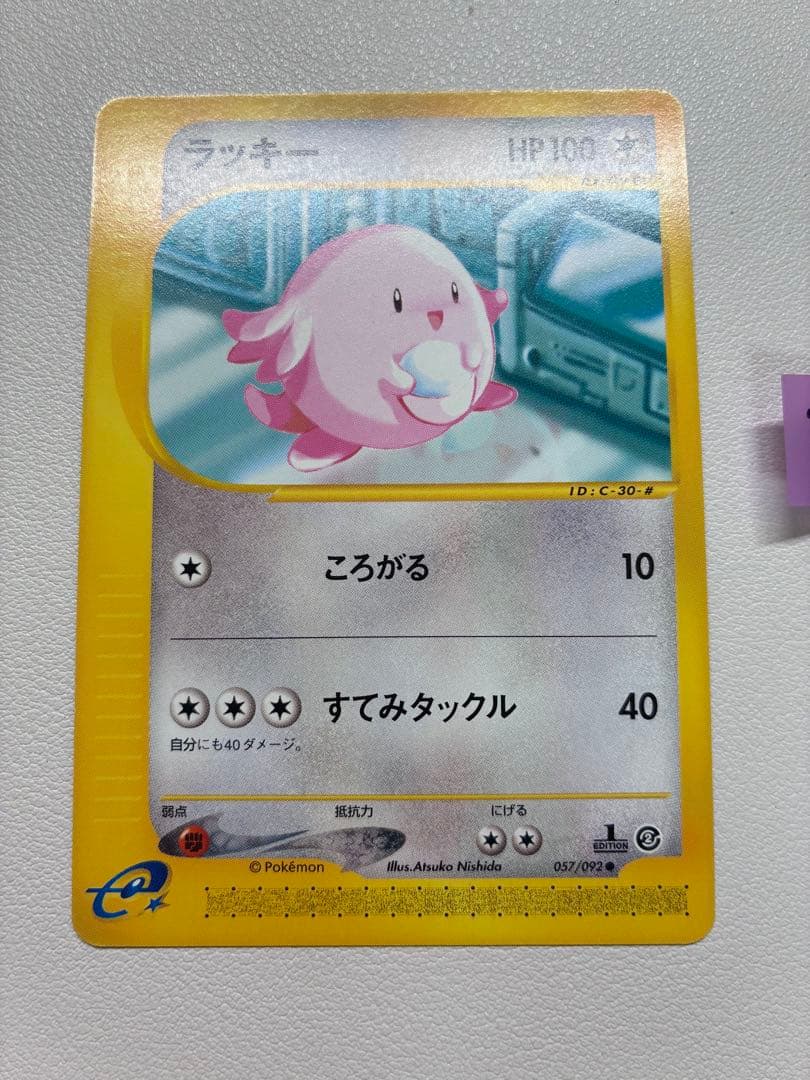 ラッキー HP100
ID:C-30-#
ころがる 10
すてみタックル 40
自分にも40ダメージ。
弱点 抵抗力 にげる
1 EDITION 2
© Pokémon Illus.Atsuko Nishida 057/092 ●
e